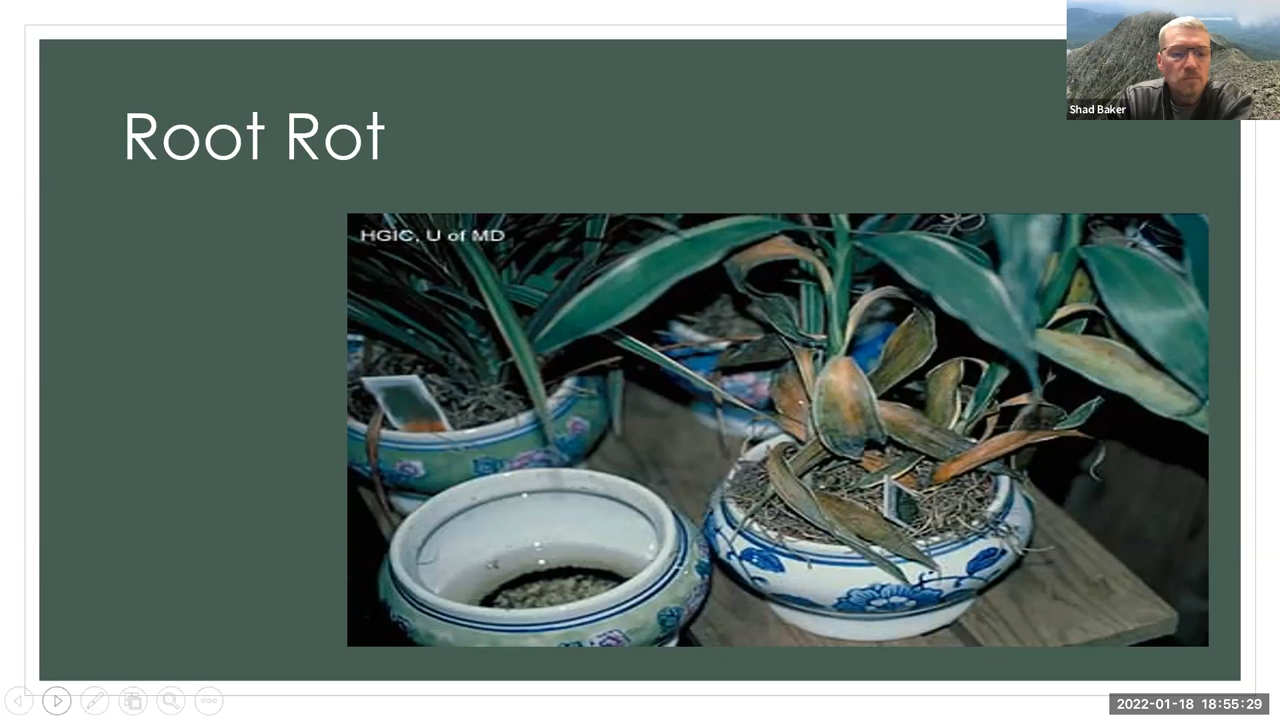 Root Rot
HGIC, U of MD
Shad Baker
2022-01-18 18:55:29